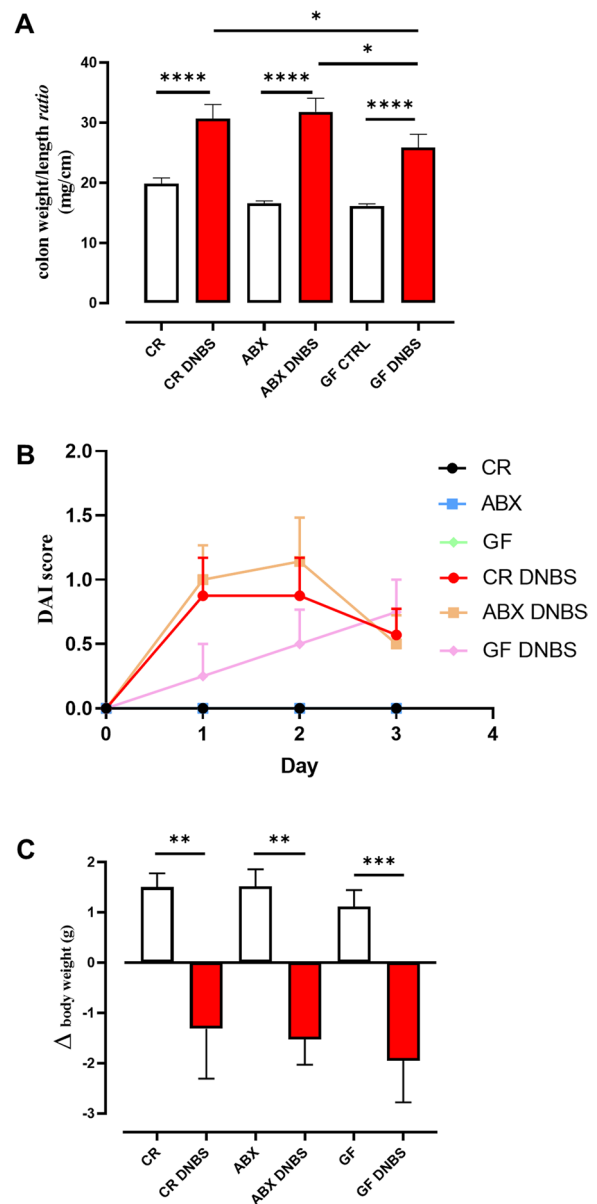 A
*
*
**** **** ****
colon weight/length ratio
(mg/cm)
40
30
20
10
0
CR
CR DNBS
ABX
ABX DNBS
GF CTRL
GF DNBS
B
DAI score
2.0
1.5
1.0
0.5
0.0
0 1 2 3 4
Day
CR
ABX
GF
CR DNBS
ABX DNBS
GF DNBS
C
** ** ***
Δ body weight (g)
2
1
0
-1
-2
-3
CR
CR DNBS
ABX
ABX DNBS
GF
GF DNBS